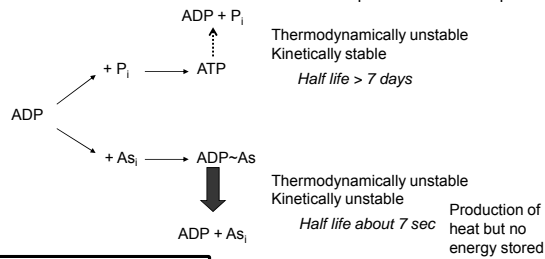 ADP + Pi
Thermodynamically unstable
Kinetically stable
+ Pi
ATP
Half life > 7 days
ADP
+ Asi
ADP~As
Thermodynamically unstable
Kinetically unstable
Half life about 7 sec
Production of
heat but no
energy stored
ADP + Asi